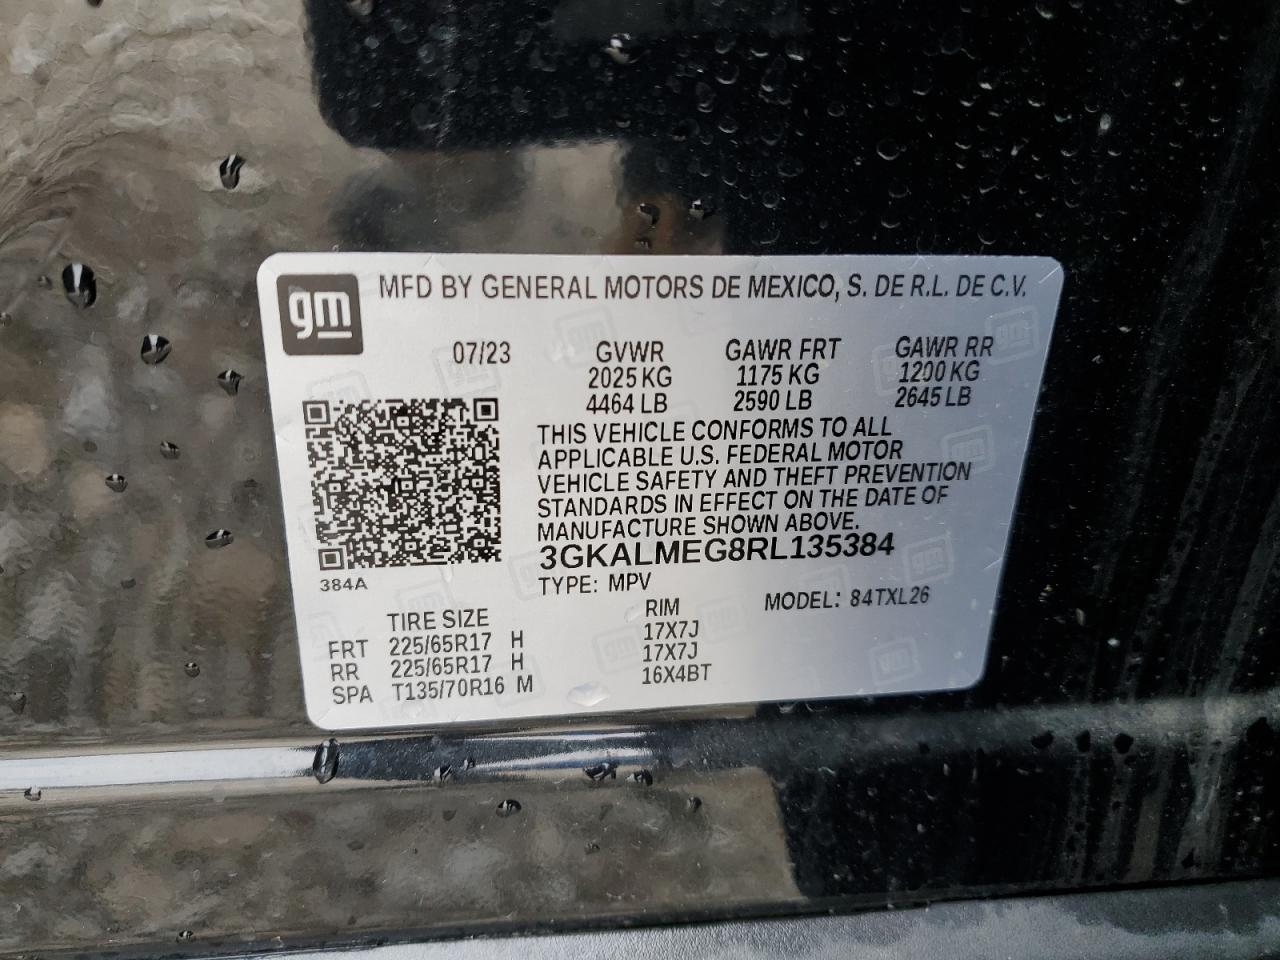 gm
MFD BY GENERAL MOTORS DE MEXICO, S. DE R.L. DE C.V.
07/23 GVWR GAWR FRT GAWR RR
2025 KG 1175 KG 1200 KG
4464 LB 2590 LB 2645 LB
THIS VEHICLE CONFORMS TO ALL
APPLICABLE U.S. FEDERAL MOTOR
VEHICLE SAFETY AND THEFT PREVENTION
STANDARDS IN EFFECT ON THE DATE OF
MANUFACTURE SHOWN ABOVE.
3GKALMEG8RL135384
384A
TYPE: MPV
MODEL: 84TXL26
TIRE SIZE RIM
FRT 225/65R17 H 17X7J
RR 225/65R17 H 17X7J
SPA T135/70R16 M 16X4BT